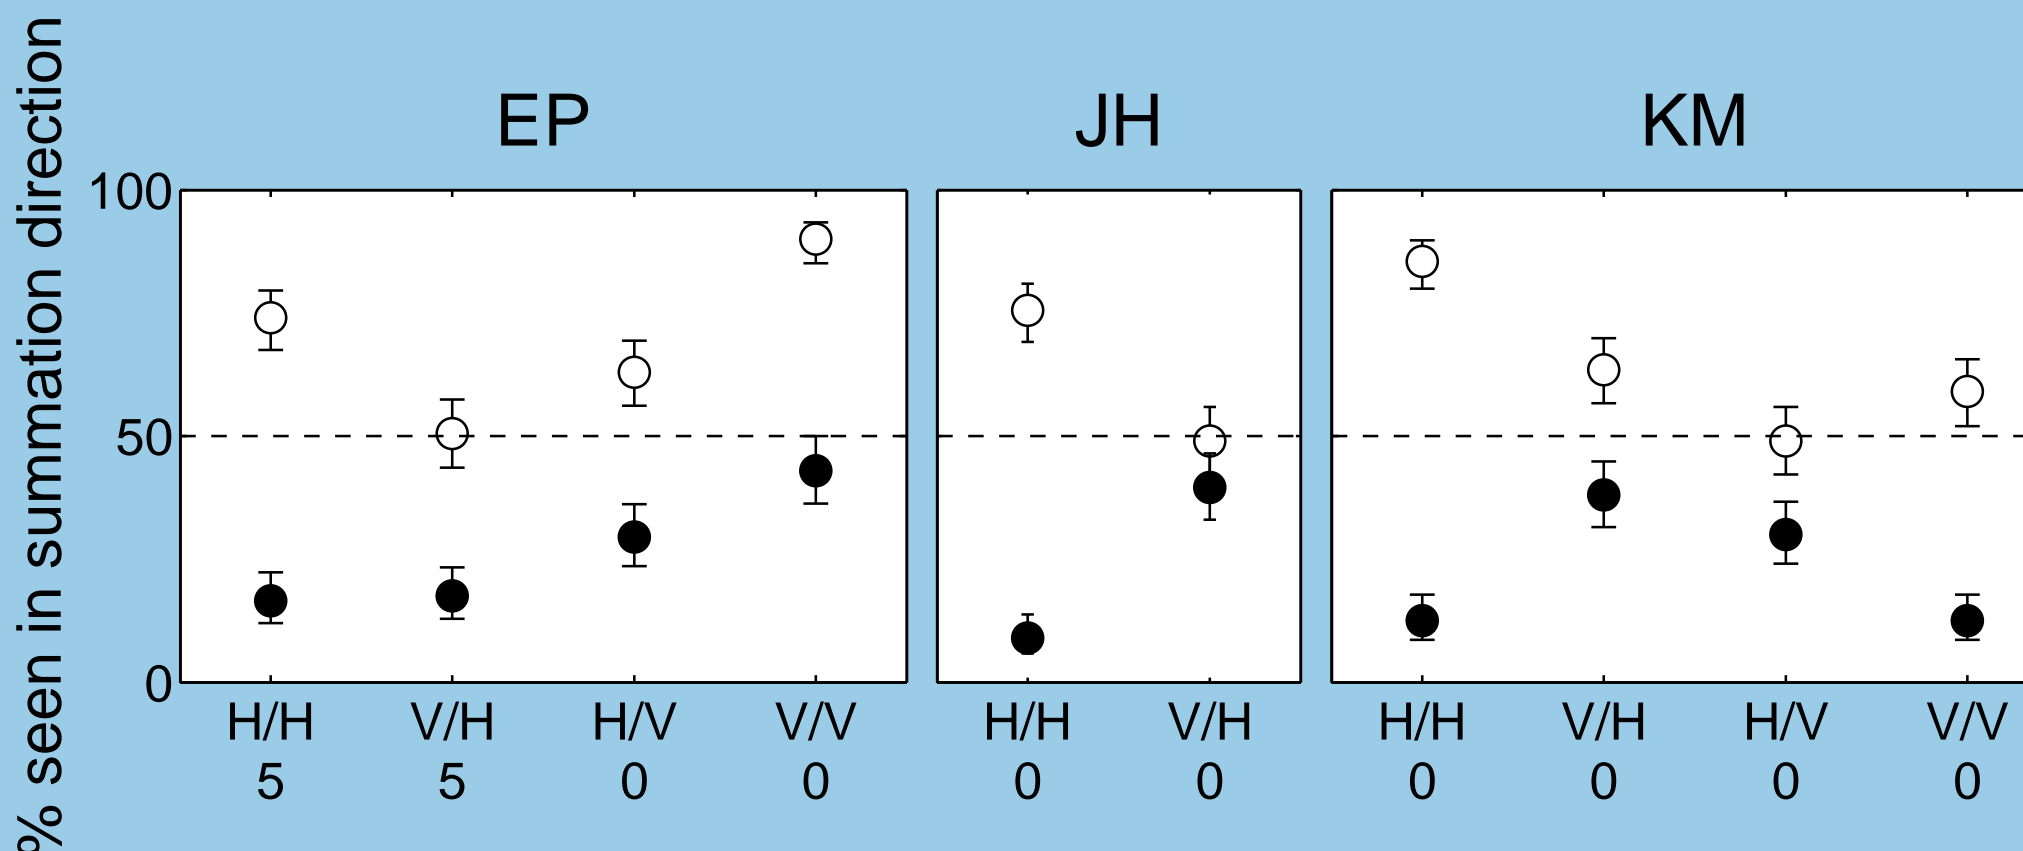 % seen in summation direction
EP JH KM
100
50
0
H/H V/H H/V V/V H/H V/H H/H V/H H/V V/V
5 5 0 0 0 0 0 0 0 0